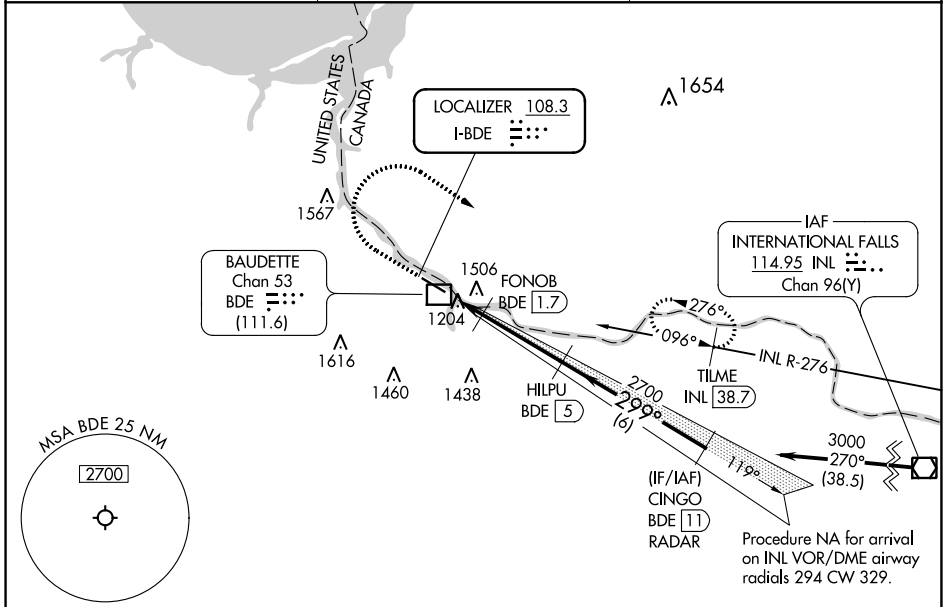 1654
LOCALIZER 108.3
I-BDE
UNITED STATES
CANADA
1567
IAF
INTERNATIONAL FALLS
114.95 INL
Chan 96(Y)
BAUDETTE
Chan 53
BDE
(111.6)
1506
FONOB
BDE 1.7
1204
276°
096°
INL R-276
TILME
INL 38.7
1616
1460
1438
HILPU
BDE 5
2700
299°
(6)
119°
3000
270°
(38.5)
MSA BDE 25 NM
2700
(IF/IAF)
CINGO
BDE 11
RADAR
Procedure NA for arrival
on INL VOR/DME airway
radials 294 CW 329.